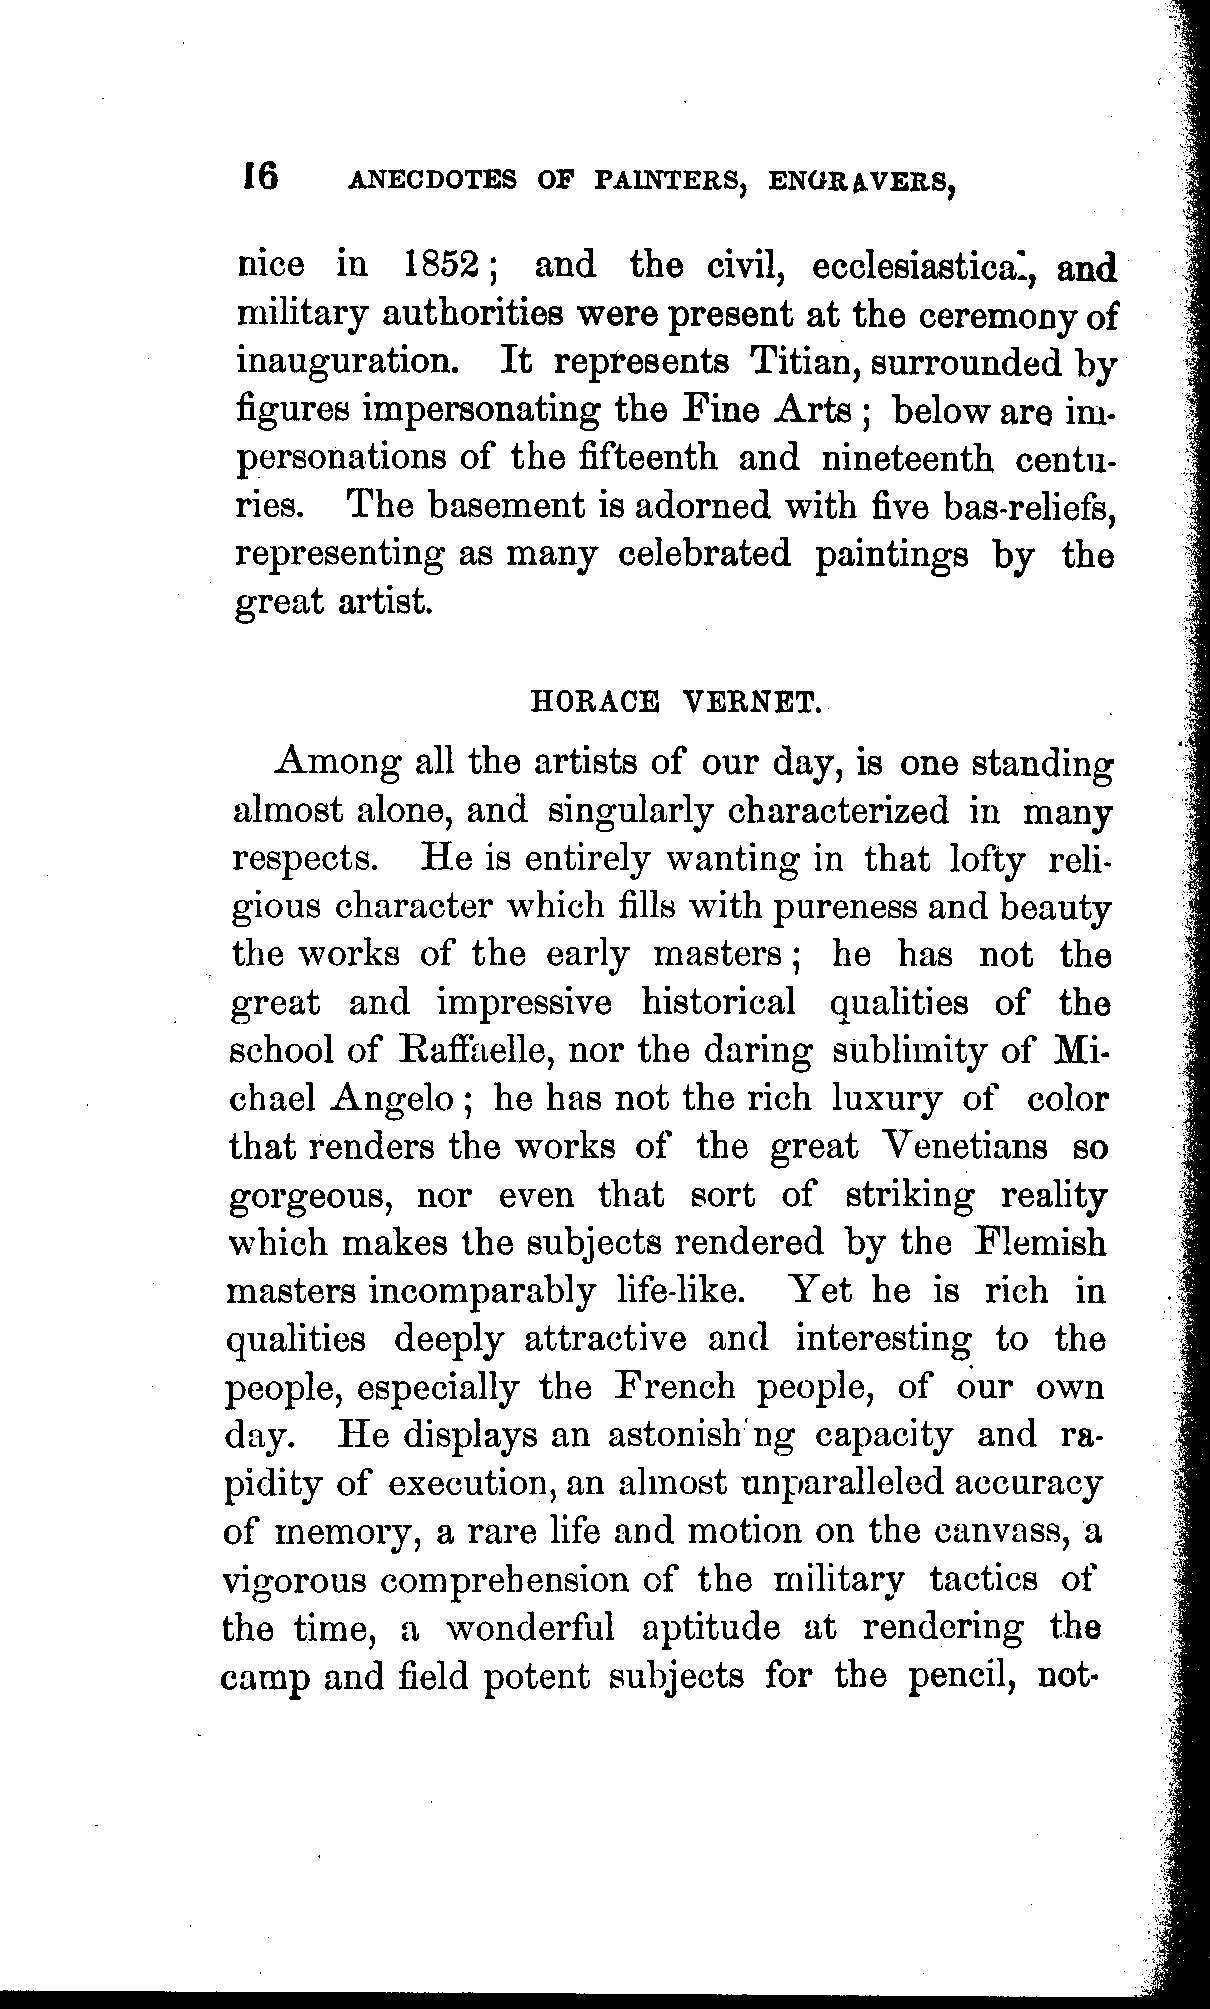 16 ANECDOTES OF PAINTERS, ENGRAVERS,
nice in 1852; and the civil, ecclesiastical, and
military authorities were present at the ceremony of
inauguration. It represents Titian, surrounded by
figures impersonating the Fine Arts; below are im-
personations of the fifteenth and nineteenth centu-
ries. The basement is adorned with five bas-reliefs,
representing as many celebrated paintings by the
great artist.
HORACE VERNET.
Among all the artists of our day, is one standing
almost alone, and singularly characterized in many
respects. He is entirely wanting in that lofty reli-
gious character which fills with pureness and beauty
the works of the early masters; he has not the
great and impressive historical qualities of the
school of Raffaelle, nor the daring sublimity of Mi-
chael Angelo; he has not the rich luxury of color
that renders the works of the great Venetians so
gorgeous, nor even that sort of striking reality
which makes the subjects rendered by the Flemish
masters incomparably life-like. Yet he is rich in
qualities deeply attractive and interesting to the
people, especially the French people, of our own
day. He displays an astonishing capacity and ra-
pidity of execution, an almost unparalleled accuracy
of memory, a rare life and motion on the canvass, a
vigorous comprehension of the military tactics of
the time, a wonderful aptitude at rendering the
camp and field potent subjects for the pencil, not-